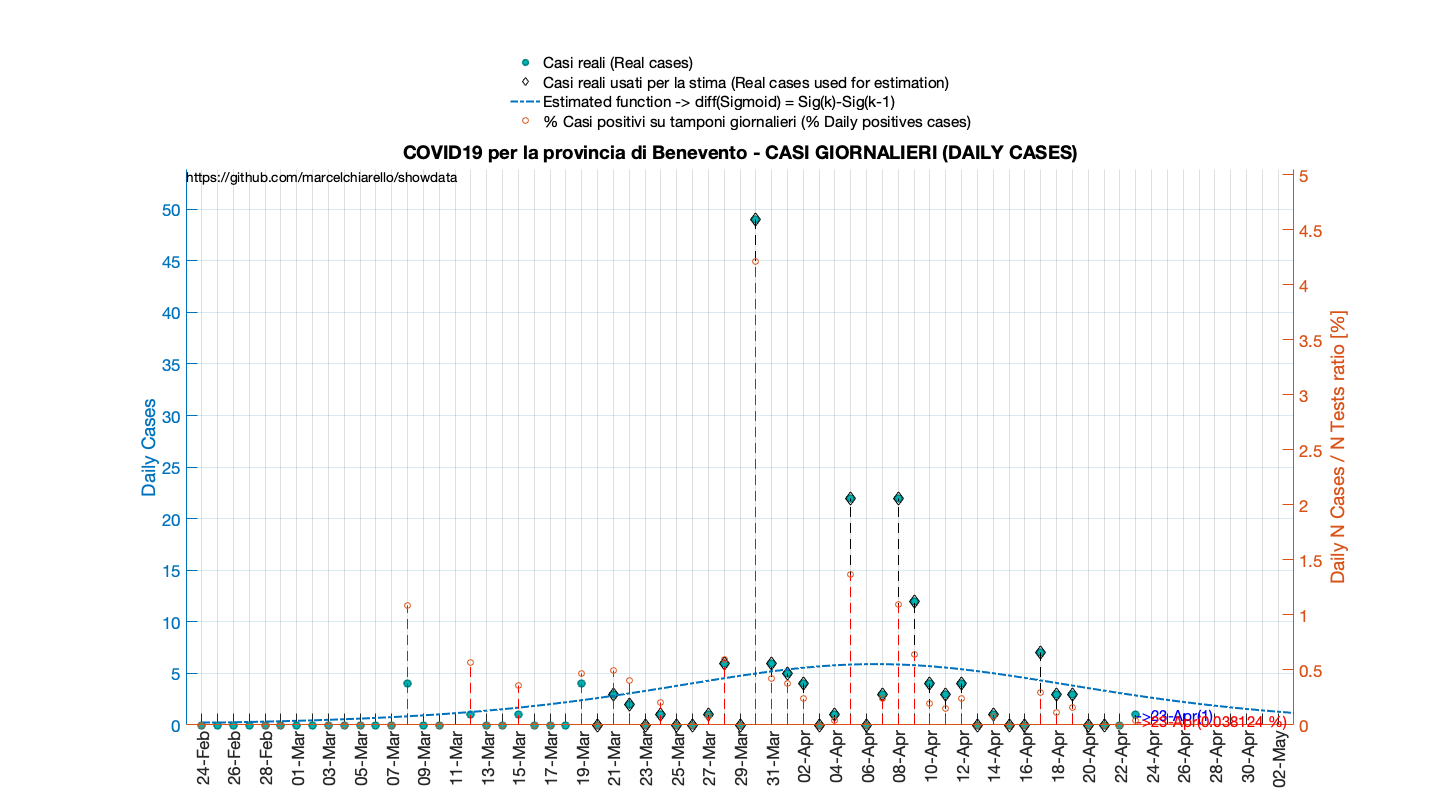 Casi reali (Real cases)
Casi reali usati per la stima (Real cases used for estimation)
Estimated function -> diff(Sigmoid) = Sig(k)-Sig(k-1)
% Casi positivi su tamponi giornalieri (% Daily positives cases)
COVID19 per la provincia di Benevento - CASI GIORNALIERI (DAILY CASES)
https://github.com/marcelchiarello/showdata
Daily Cases
50
45
40
35
30
25
20
15
10
5
0
5
4.5
4
3.5
3
2.5
2
1.5
1
0.5
0
Daily N Cases / N Tests ratio [%]
->23-Apr(1)
->23-Apr(0.038124 %)
24-Feb
26-Feb
28-Feb
01-Mar
03-Mar
05-Mar
07-Mar
09-Mar
11-Mar
13-Mar
15-Mar
17-Mar
19-Mar
21-Mar
23-Mar
25-Mar
27-Mar
29-Mar
31-Mar
02-Apr
04-Apr
06-Apr
08-Apr
10-Apr
12-Apr
14-Apr
16-Apr
18-Apr
20-Apr
22-Apr
24-Apr
26-Apr
28-Apr
30-Apr
02-May